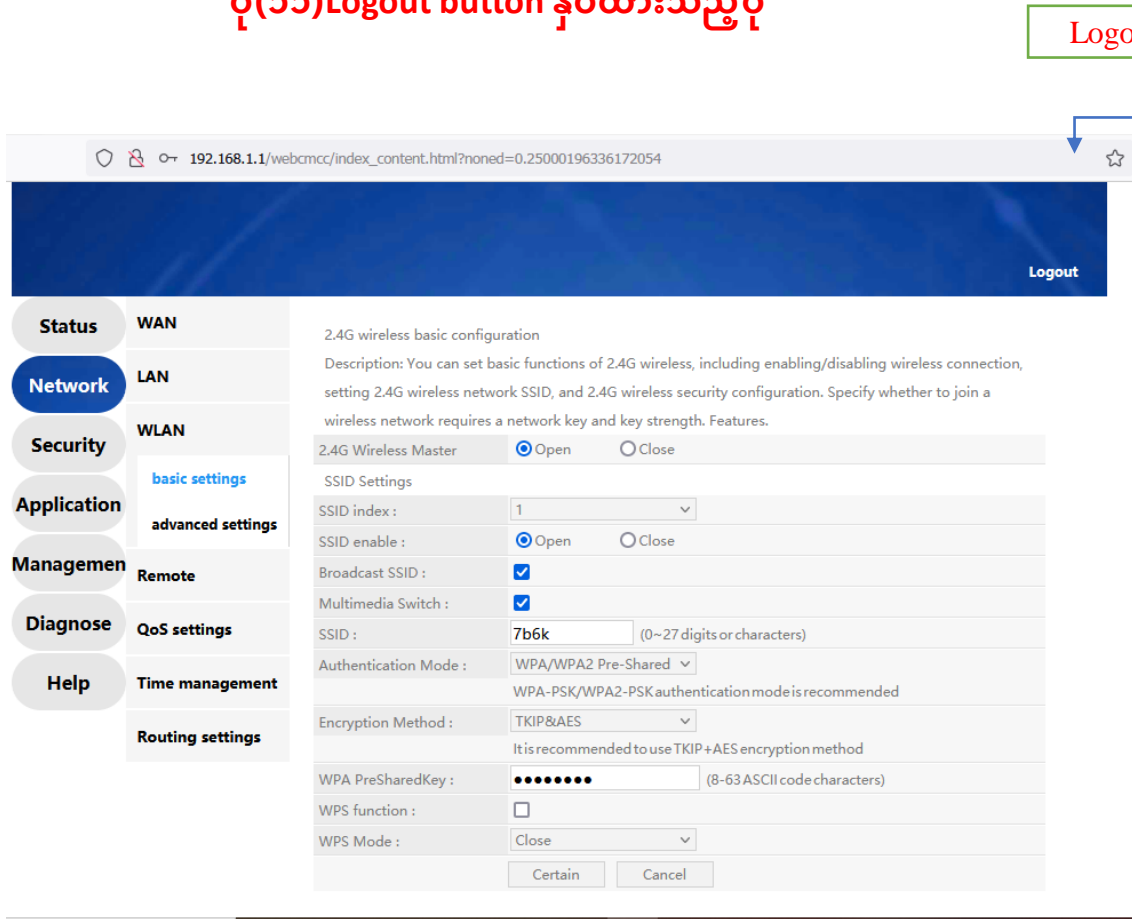 Logout button
Logo
192.168.1.1/webcmcc/index_content.html?noned=0.25000196336172054
Logout
Status
Network
Security
Application
Managemen
Diagnose
Help
WAN
LAN
WLAN
basic settings
advanced settings
Remote
QoS settings
Time management
Routing settings
2.4G wireless basic configuration
Description: You can set basic functions of 2.4G wireless, including enabling/disabling wireless connection,
setting 2.4G wireless network SSID, and 2.4G wireless security configuration. Specify whether to join a
wireless network requires a network key and key strength. Features.
2.4G Wireless Master Open Close
SSID Settings
SSID index : 1
SSID enable : Open Close
Broadcast SSID :
Multimedia Switch :
SSID : 7b6k (0~27 digits or characters)
Authentication Mode : WPA/WPA2 Pre-Shared
WPA-PSK/WPA2-PSK authentication mode is recommended
Encryption Method : TKIP&AES
It is recommended to use TKIP+AES encryption method
WPA PreSharedKey : ●●●●●●●● (8-63 ASCII code characters)
WPS function :
WPS Mode : Close
Certain Cancel